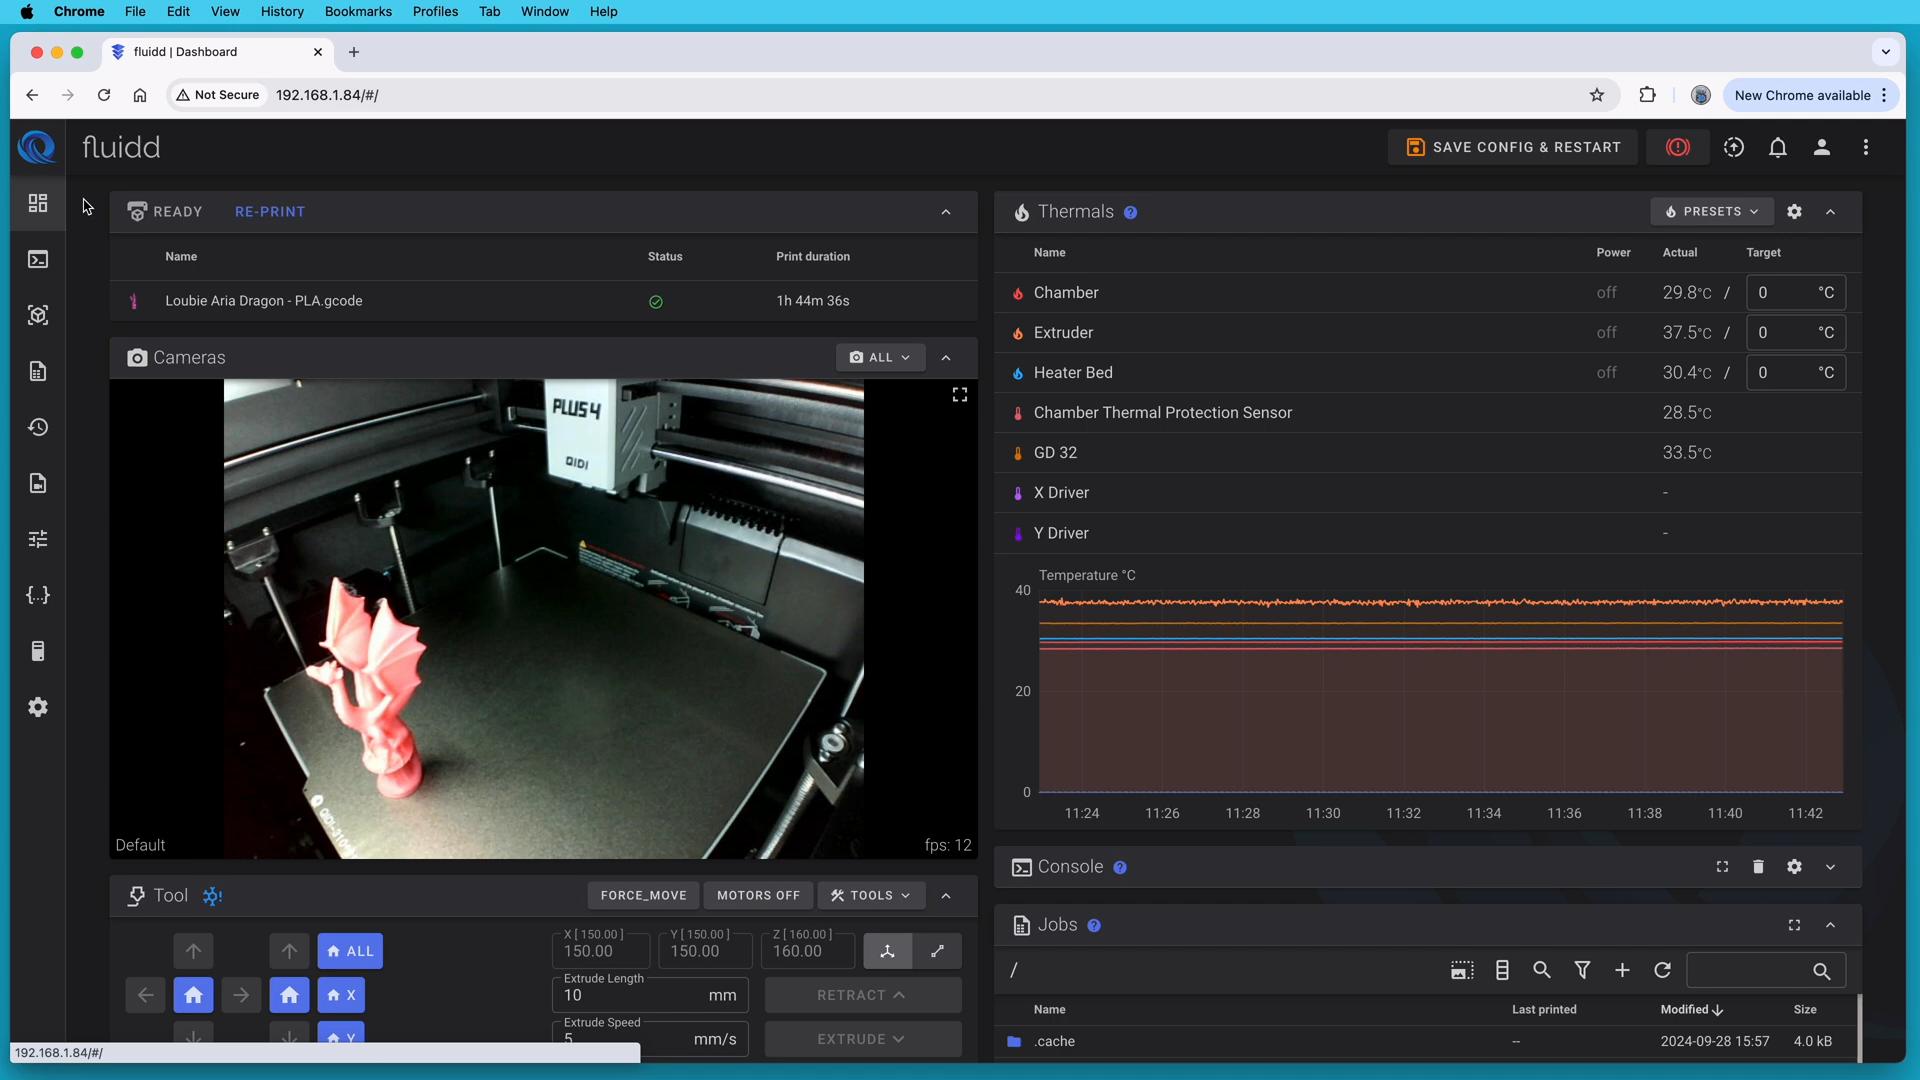 Chrome File Edit View History Bookmarks Profiles Tab Window Help
fluidd | Dashboard
Not Secure 192.168.1.84/#/ New Chrome available
fluidd
SAVE CONFIG & RESTART
READY RE-PRINT
Name Status Print duration
Loubie Aria Dragon - PLA.gcode 1h 44m 36s
Cameras ALL
PLUS4
QIDI
Default fps: 12
Tool FORCE_MOVE MOTORS OFF TOOLS
X [ 150.00 ] Y [ 150.00 ] Z [ 160.00 ]
ALL 150.00 150.00 160.00
Extrude Length
X 10 mm RETRACT
Extrude Speed
Y 5 mm/s EXTRUDE
192.168.1.84/#/
Thermals PRESETS
Name Power Actual Target
Chamber off 29.8°C / 0 °C
Extruder off 37.5°C / 0 °C
Heater Bed off 30.4°C / 0 °C
Chamber Thermal Protection Sensor 28.5°C
GD 32 33.5°C
X Driver -
Y Driver -
Temperature °C
40
20
0
11:24 11:26 11:28 11:30 11:32 11:34 11:36 11:38 11:40 11:42
Console
Jobs
/
Name Last printed Modified Size
.cache -- 2024-09-28 15:57 4.0 kB